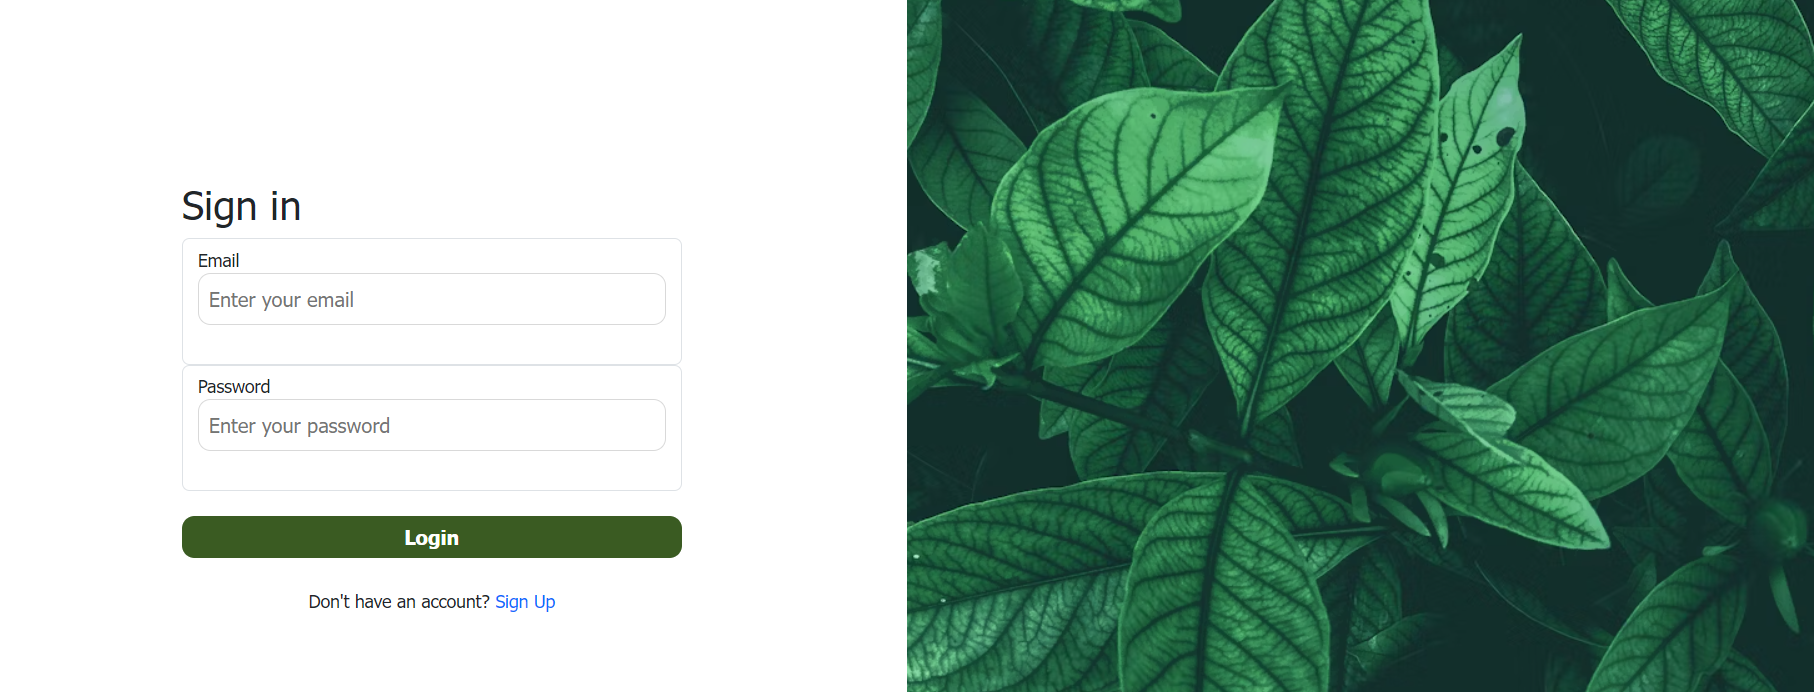 Sign in
Email
Enter your email
Password
Enter your password
Login
Don't have an account? Sign Up